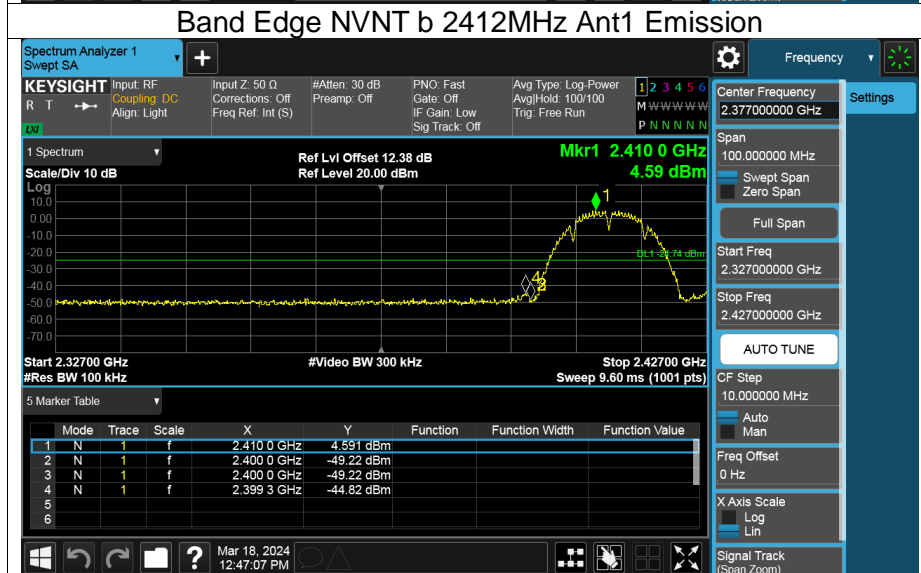 (Span Zoom)
Band Edge NVNT b 2412MHz Ant1 Emission
Spectrum Analyzer 1
Swept SA
+
Frequency
KEYSIGHT
R T
LXI
Input: RF
Coupling: DC
Align: Light
Input Z: 50 Ω
Corrections: Off
Freq Ref: Int (S)
#Atten: 30 dB
Preamp: Off
PNO: Fast
Gate: Off
IF Gain: Low
Sig Track: Off
Avg Type: Log-Power
Avg|Hold: 100/100
Trig: Free Run
1 2 3 4 5 6
M W W W W W
P N N N N N
1 Spectrum
Scale/Div 10 dB
Ref Lvl Offset 12.38 dB
Ref Level 20.00 dBm
Mkr1 2.410 0 GHz
4.59 dBm
Log
10.0
0.00
-10.0
-20.0
-30.0
-40.0
-50.0
-60.0
-70.0
1
4
Start 2.32700 GHz
#Res BW 100 kHz
#Video BW 300 kHz
Stop 2.42700 GHz
Sweep 9.60 ms (1001 pts)
5 Marker Table
Mode Trace Scale X Y Function Function Width Function Value
1 N 1 f 2.410 0 GHz 4.591 dBm
2 N 1 f 2.400 0 GHz -49.22 dBm
3 N 1 f 2.400 0 GHz -49.22 dBm
4 N 1 f 2.399 3 GHz -44.82 dBm
5
6
Mar 18, 2024
12:47:07 PM
?
Settings
Center Frequency
2.377000000 GHz
Span
100.000000 MHz
Swept Span
Zero Span
Full Span
Start Freq
2.327000000 GHz
Stop Freq
2.427000000 GHz
AUTO TUNE
CF Step
10.000000 MHz
Auto
Man
Freq Offset
0 Hz
X Axis Scale
Log
Lin
Signal Track
(Span Zoom)